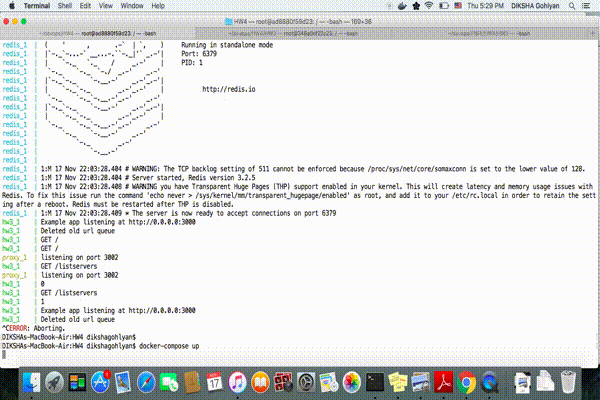 Terminal Shell Edit View Window Help
Thu 5:29 PM DIKSHA Gohlyan
HW4 — root@ad8880f59d23: / — -bash — 169×36
redis_1 | Running in standalone mode
redis_1 | Port: 6379
redis_1 | PID: 1
redis_1 |
redis_1 |
redis_1 | http://redis.io
redis_1 |
redis_1 |
redis_1 |
redis_1 |
redis_1 |
redis_1 |
redis_1 |
redis_1 |
redis_1 | 1:M 17 Nov 22:03:28.404 # WARNING: The TCP backlog setting of 511 cannot be enforced because /proc/sys/net/core/somaxconn is set to the lower value of 128.
redis_1 | 1:M 17 Nov 22:03:28.404 # Server started, Redis version 3.2.5
redis_1 | 1:M 17 Nov 22:03:28.408 # WARNING you have Transparent Huge Pages (THP) support enabled in your kernel. This will create latency and memory usage issues with
Redis. To fix this issue run the command 'echo never > /sys/kernel/mm/transparent_hugepage/enabled' as root, and add it to your /etc/rc.local in order to retain the sett
ing after a reboot. Redis must be restarted after THP is disabled.
redis_1 | 1:M 17 Nov 22:03:28.409 * The server is now ready to accept connections on port 6379
hw3_1 | Example app listening at http://0.0.0.0:3000
hw3_1 | Deleted old url queue
hw3_1 | GET /
hw3_1 | GET /
proxy_1 | listening on port 3002
hw3_1 | GET /listservers
proxy_1 | listening on port 3002
hw3_1 | 0
hw3_1 | GET /listservers
hw3_1 | 1
hw3_1 | Example app listening at http://0.0.0.0:3000
hw3_1 | Deleted old url queue
^CERROR: Aborting.
DIKSHAs-MacBook-Air:HW4 dikshagohlyan$
DIKSHAs-MacBook-Air:HW4 dikshagohlyan$ docker-compose up